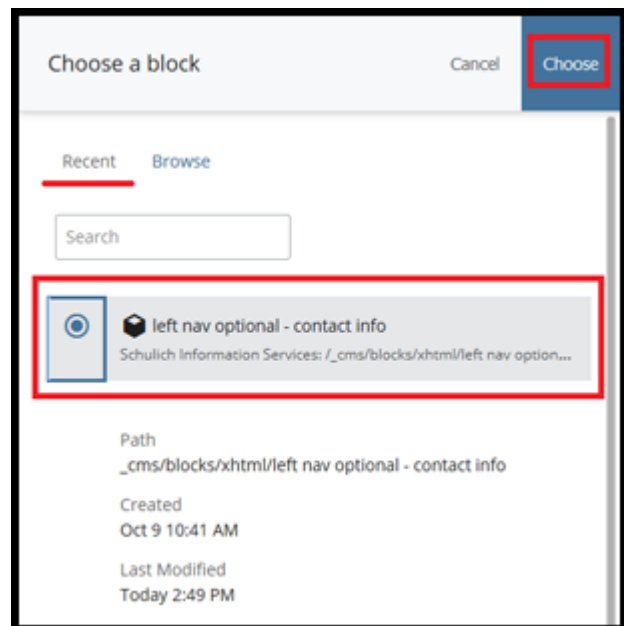 Choose a block
Cancel
Choose
Recent
Browse
Search
left nav optional - contact info
Schulich Information Services: /_cms/blocks/xhtml/left nav option...
Path
_cms/blocks/xhtml/left nav optional - contact info
Created
Oct 9 10:41 AM
Last Modified
Today 2:49 PM